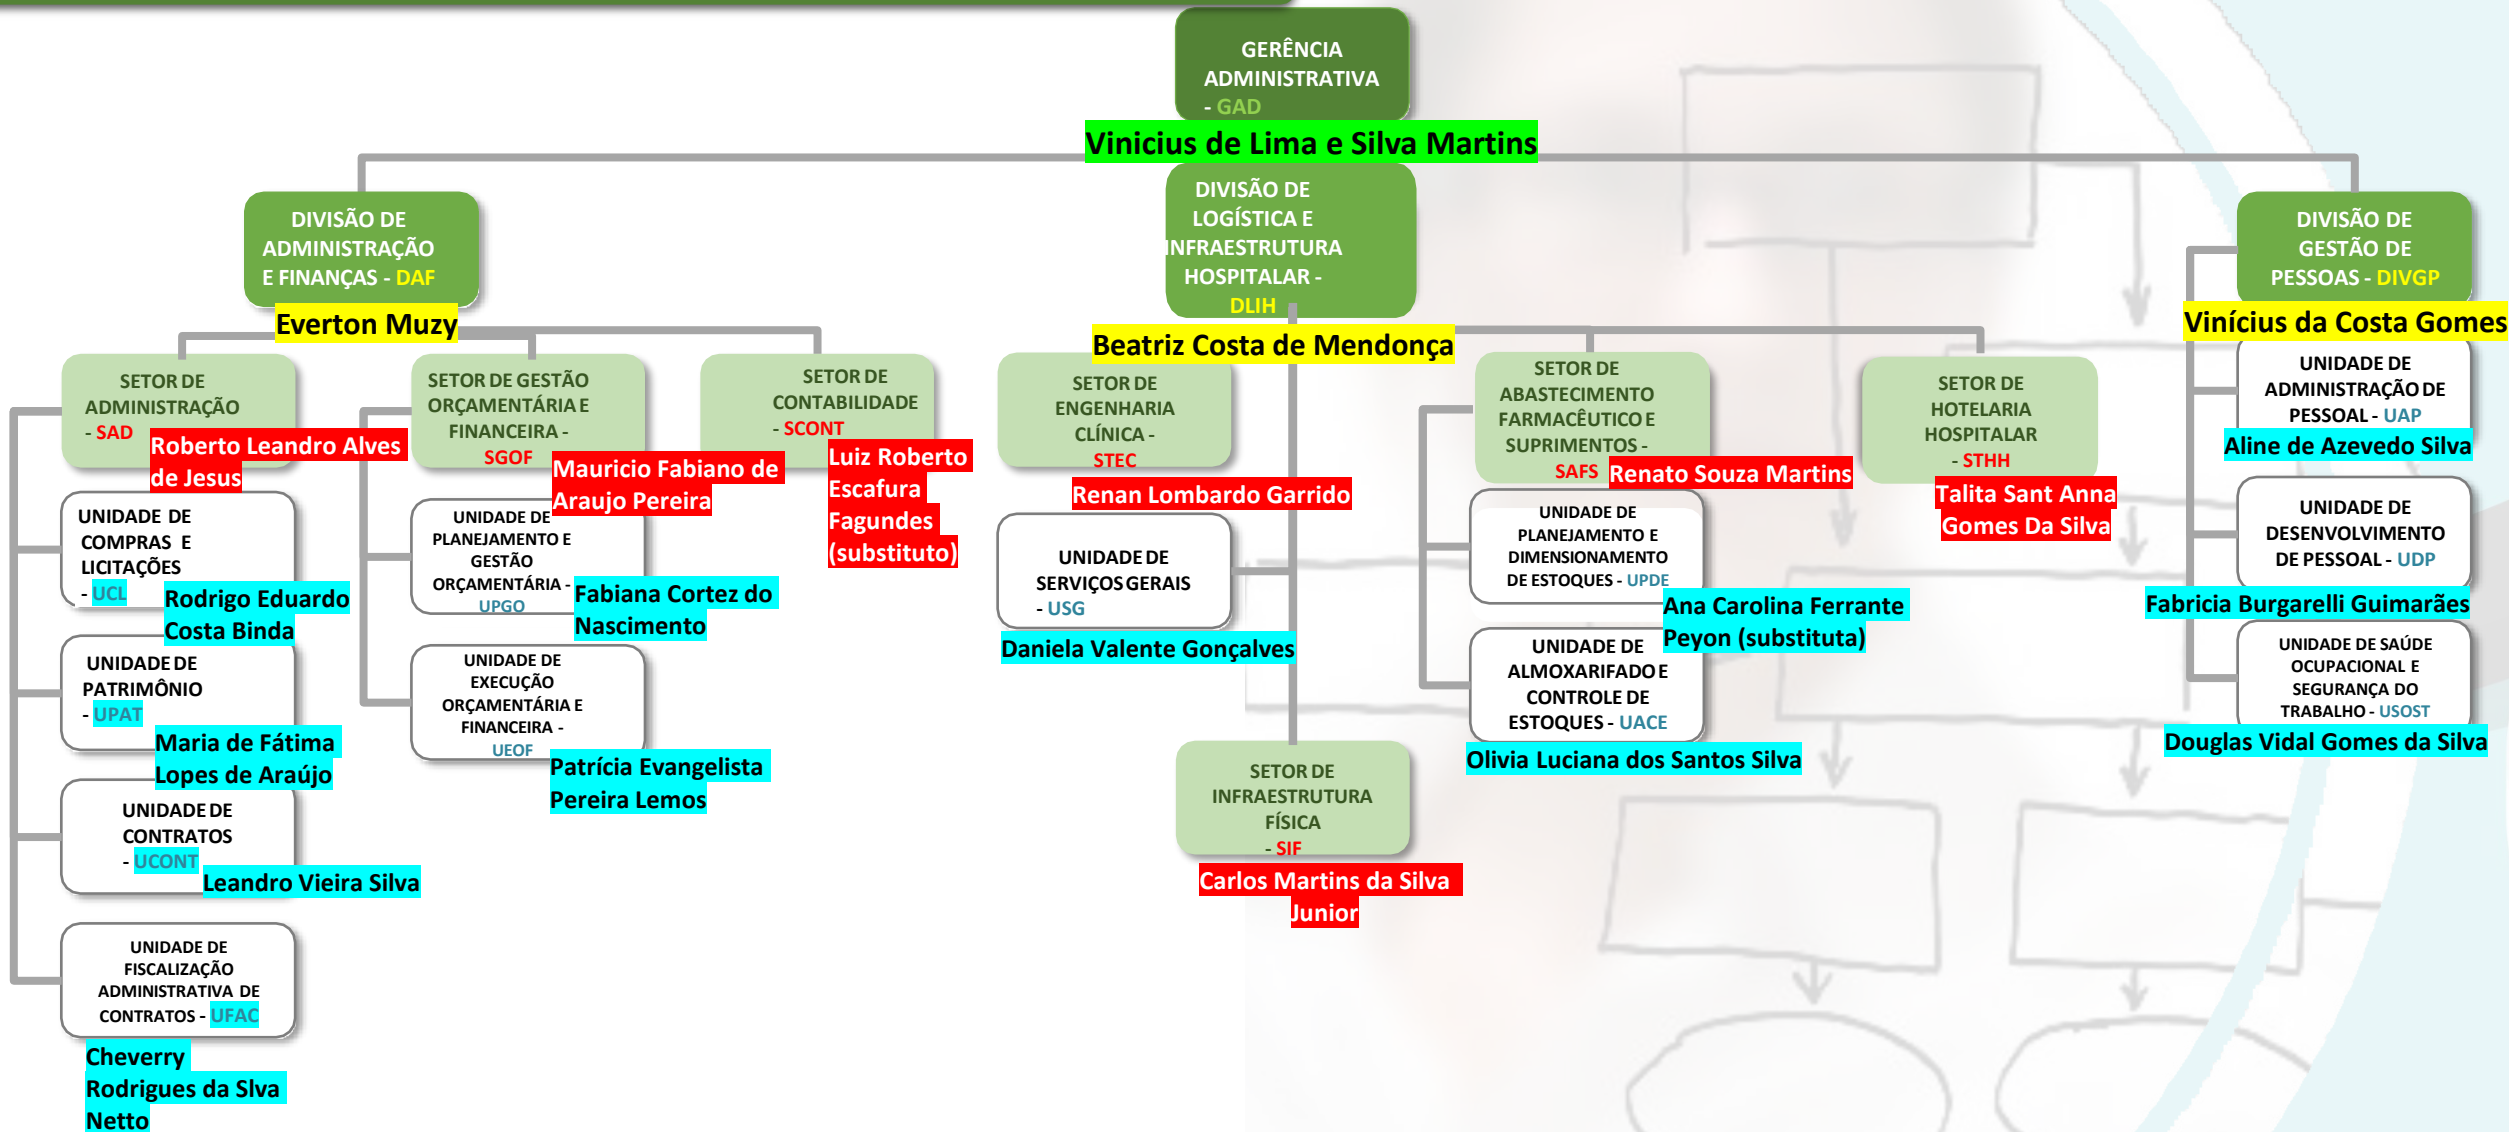 GERÊNCIA
ADMINISTRATIVA
- GAD
Vinicius de Lima e Silva Martins
DIVISÃO DE
ADMINISTRAÇÃO
E FINANÇAS - DAF
Everton Muzy
SETOR DE
ADMINISTRAÇÃO
- SAD
Roberto Leandro Alves
de Jesus
UNIDADE DE
COMPRAS E
LICITAÇÕES
- UCL
Rodrigo Eduardo
Costa Binda
UNIDADE DE
PATRIMÔNIO
- UPAT
Maria de Fátima
Lopes de Araújo
UNIDADE DE
CONTRATOS
- UCONT
Leandro Vieira Silva
UNIDADE DE
FISCALIZAÇÃO
ADMINISTRATIVA DE
CONTRATOS - UFAC
Cheverry
Rodrigues da Slva
Netto
SETOR DE GESTÃO
ORÇAMENTÁRIA E
FINANCEIRA -
SGOF
Mauricio Fabiano de
Araujo Pereira
UNIDADE DE
PLANEJAMENTO E
GESTÃO
ORÇAMENTÁRIA -
UPGO
Fabiana Cortez do
Nascimento
UNIDADE DE
EXECUÇÃO
ORÇAMENTÁRIA E
FINANCEIRA -
UEOF
Patrícia Evangelista
Pereira Lemos
SETOR DE
CONTABILIDADE
- SCONT
Luiz Roberto
Escafura
Fagundes
(substituto)
DIVISÃO DE
LOGÍSTICA E
INFRAESTRUTURA
HOSPITALAR -
DLIH
Beatriz Costa de Mendonça
SETOR DE
ENGENHARIA
CLÍNICA -
STEC
Renan Lombardo Garrido
UNIDADE DE
SERVIÇOS GERAIS
- USG
Daniela Valente Gonçalves
SETOR DE
INFRAESTRUTURA
FÍSICA
- SIF
Carlos Martins da Silva
Junior
SETOR DE
ABASTECIMENTO
FARMACÊUTICO E
SUPRIMENTOS -
SAFS
Renato Souza Martins
UNIDADE DE
PLANEJAMENTO E
DIMENSIONAMENTO
DE ESTOQUES - UPDE
Ana Carolina Ferrante
Peyon (substituta)
UNIDADE DE
ALMOXARIFADO E
CONTROLE DE
ESTOQUES - UACE
Olivia Luciana dos Santos Silva
SETOR DE
HOTELARIA
HOSPITALAR
- STHH
Talita Sant Anna
Gomes Da Silva
DIVISÃO DE
GESTÃO DE
PESSOAS - DIVGP
Vinícius da Costa Gomes
UNIDADE DE
ADMINISTRAÇÃO DE
PESSOAL - UAP
Aline de Azevedo Silva
UNIDADE DE
DESENVOLVIMENTO
DE PESSOAL - UDP
Fabricia Burgarelli Guimarães
UNIDADE DE SAÚDE
OCUPACIONAL E
SEGURANÇA DO
TRABALHO - USOST
Douglas Vidal Gomes da Silva